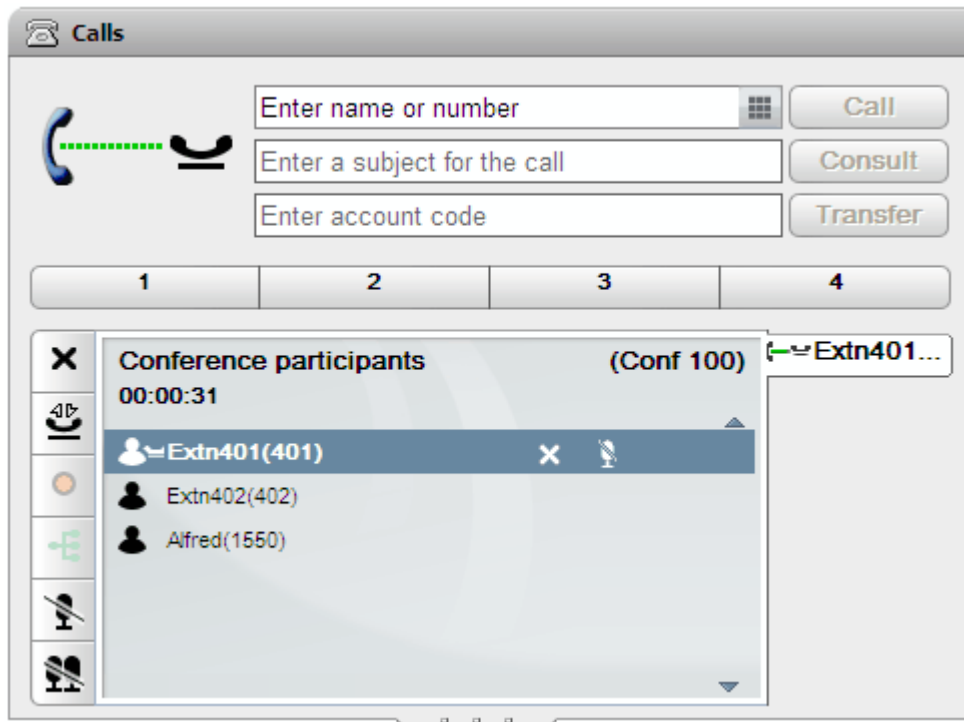 Calls
Enter name or number
Call
Enter a subject for the call
Consult
Enter account code
Transfer
1 2 3 4
Conference participants (Conf 100)
Extn401...
00:00:31
Extn401(401)
Extn402(402)
Alfred(1550)